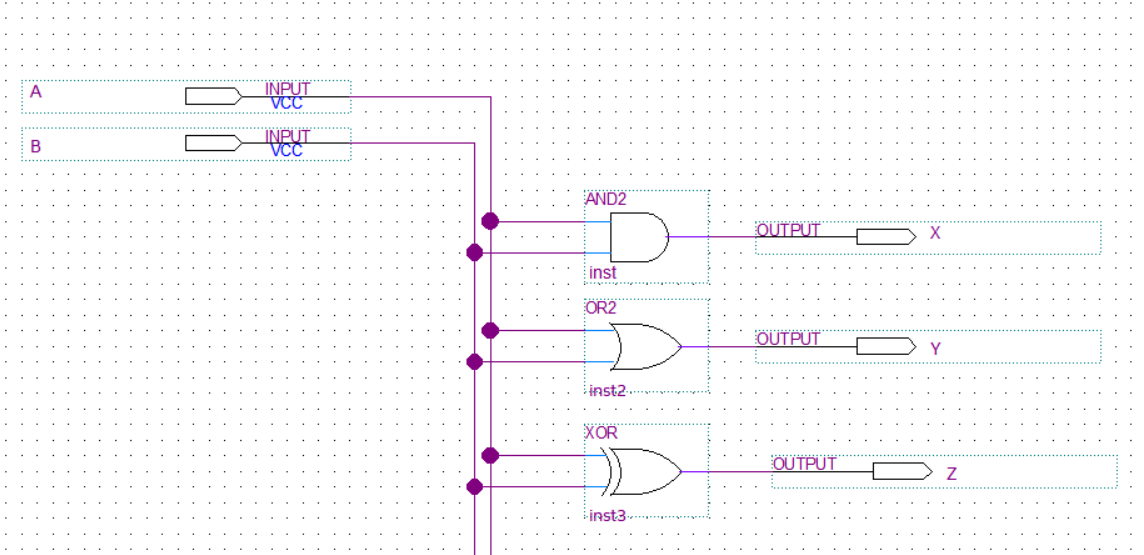 A
INPUT
VCC
B
INPUT
VCC
AND2
OUTPUT
X
inst
OR2
OUTPUT
Y
inst2
XOR
OUTPUT
Z
inst3